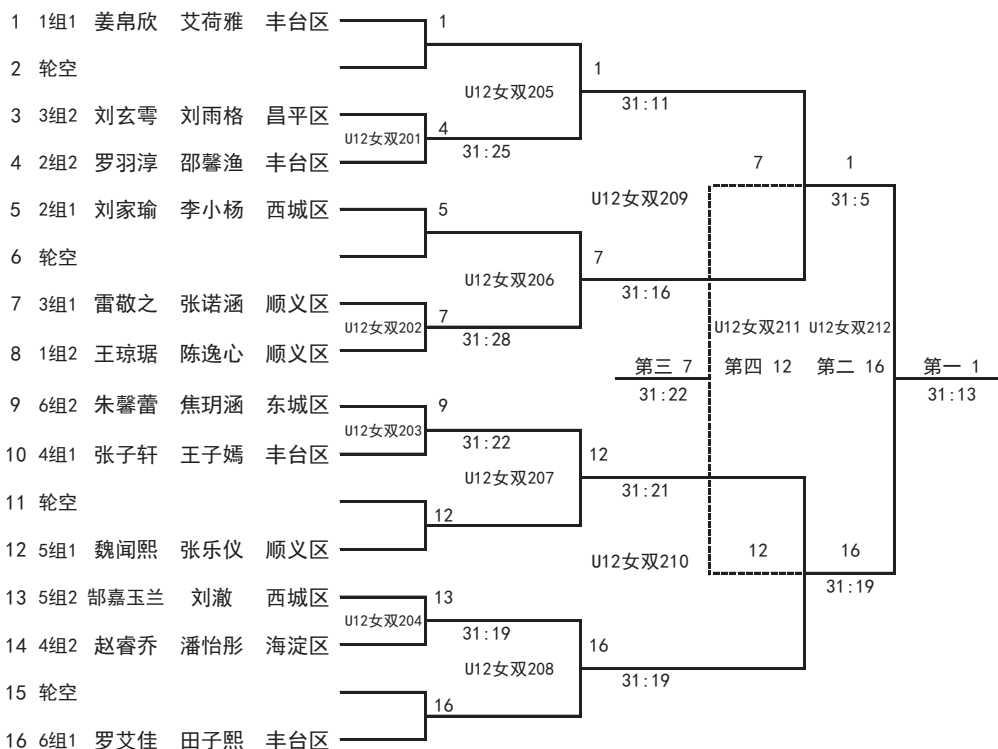 1 1组1 姜帛欣 艾荷雅 丰台区
1
2 轮空
U12女双205
1
31:11
3 3组2 刘玄雩 刘雨格 昌平区
U12女双201
4
31:25
4 2组2 罗羽淳 邵馨渔 丰台区
7
1
U12女双209
31:5
5 2组1 刘家瑜 李小杨 西城区
5
6 轮空
U12女双206
7
31:16
7 3组1 雷敬之 张诺涵 顺义区
U12女双202
7
31:28
U12女双211 U12女双212
8 1组2 王琼琚 陈逸心 顺义区
第三 7 第四 12 第二 16 第一 1
31:22
31:13
9 6组2 朱馨蕾 焦玥涵 东城区
9
U12女双203
31:22
10 4组1 张子轩 王子嫣 丰台区
12
U12女双207
31:21
11 轮空
12
12 5组1 魏闻熙 张乐仪 顺义区
U12女双210
12
16
31:19
13 5组2 郜嘉玉兰 刘澈 西城区
13
U12女双204
31:19
14 4组2 赵睿乔 潘怡彤 海淀区
16
U12女双208
31:19
15 轮空
16
16 6组1 罗艾佳 田子熙 丰台区